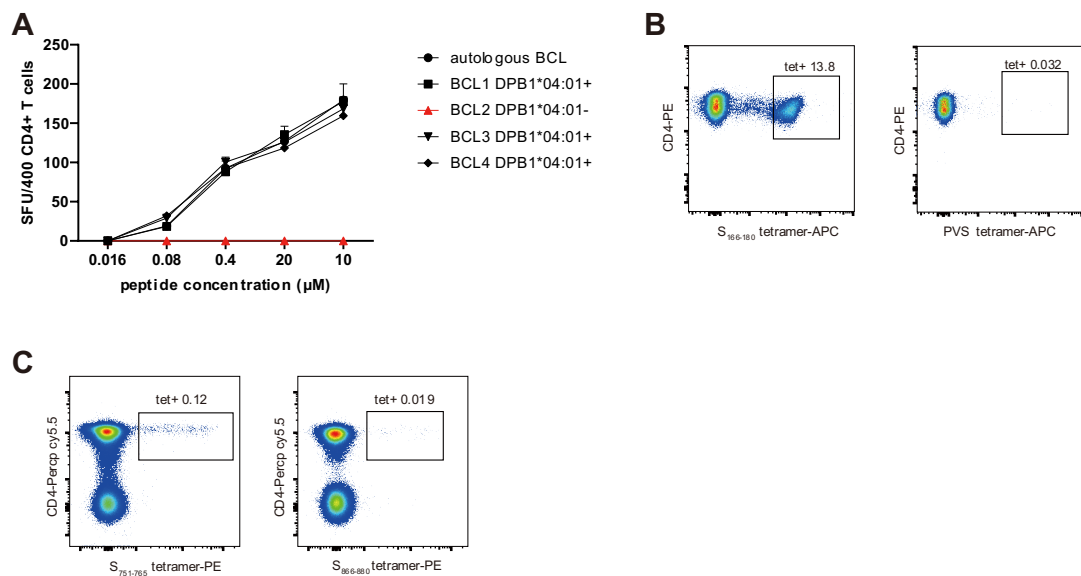 A
250
200
150
100
50
0
SFU/400 CD4+ T cells
0.016 0.08 0.4 20 10
peptide concentration (µM)
autologous BCL
BCL1 DPB1*04:01+
BCL2 DPB1*04:01-
BCL3 DPB1*04:01+
BCL4 DPB1*04:01+
B
tet+ 13.8
CD4-PE
S166-180 tetramer-APC
tet+ 0.032
CD4-PE
PVS tetramer-APC
C
tet+ 0.12
CD4-Percp cy5.5
S751-765 tetramer-PE
tet+ 0.019
CD4-Percp cy5.5
S866-880 tetramer-PE